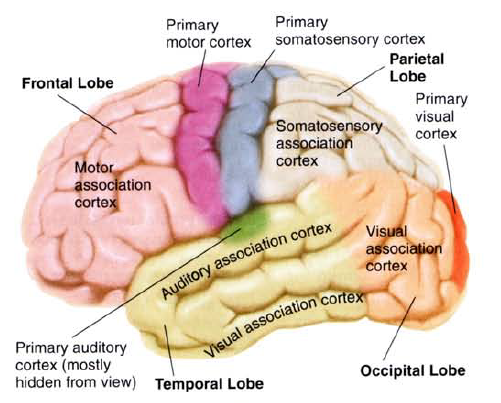 Primary
motor cortex
Primary
somatosensory cortex
Parietal
Lobe
Frontal Lobe
Primary
visual
cortex
Somatosensory
association
cortex
Motor
association
cortex
Visual
association
cortex
Auditory association cortex
Visual association cortex
Primary auditory
cortex (mostly
hidden from view)
Temporal Lobe
Occipital Lobe